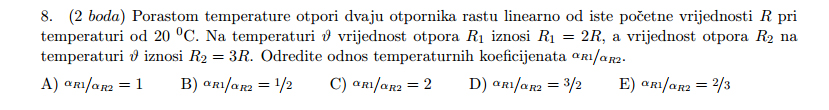 8. (2 boda) Porastom temperature otpori dvaju otpornika rastu linearno od iste početne vrijednosti R pri
temperaturi od 20 ⁰C. Na temperaturi ϑ vrijednost otpora R₁ iznosi R₁ = 2R, a vrijednost otpora R₂ na
temperaturi ϑ iznosi R₂ = 3R. Odredite odnos temperaturnih koeficijenata αR1/αR2.
A) αR1/αR2 = 1 B) αR1/αR2 = 1/2 C) αR1/αR2 = 2 D) αR1/αR2 = 3/2 E) αR1/αR2 = 2/3